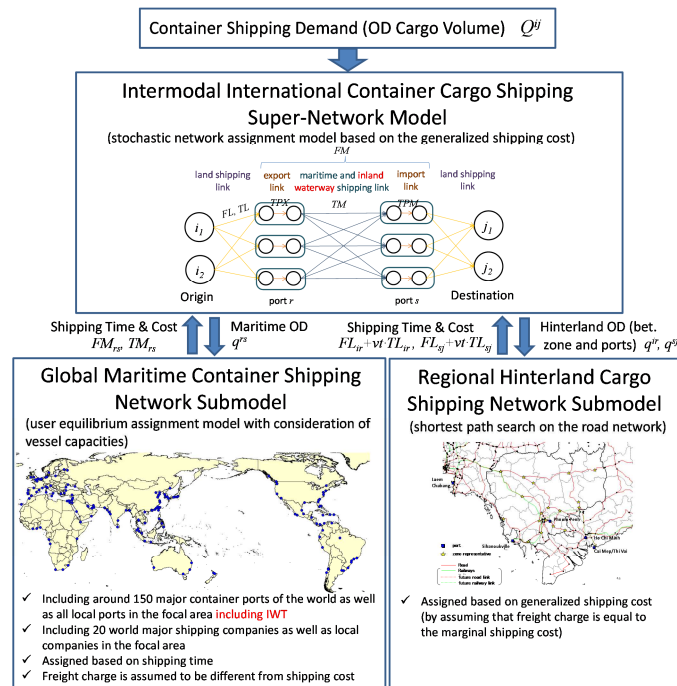 Container Shipping Demand (OD Cargo Volume) Q^ij
Intermodal International Container Cargo Shipping
Super-Network Model
(stochastic network assignment model based on the generalized shipping cost)
FM
land shipping
link
export
link
maritime and inland
waterway shipping link
import
link
land shipping
link
FL, TL
TPX
TM
TPM
i1
i2
j1
j2
Origin
port r
port s
Destination
Shipping Time & Cost
FMrs, TMrs
Maritime OD
q^rs
Shipping Time & Cost
FLir+vt·TLir, FLsj+vt·TLsj
Hinterland OD (bet.
zone and ports) q^ir, q^sj
Global Maritime Container Shipping
Network Submodel
(user equilibrium assignment model with consideration of
vessel capacities)
Including around 150 major container ports of the world as well
as all local ports in the focal area including IWT
Including 20 world major shipping companies as well as local
companies in the focal area
Assigned based on shipping time
Freight charge is assumed to be different from shipping cost
Regional Hinterland Cargo
Shipping Network Submodel
(shortest path search on the road network)
Laem
Chabang
Phnom Penh
Sihanoukville
Ho Chi Minh
Cai Mep/Thi Vai
port
zone representative
Road
Railways
Future road link
Future railway link
Assigned based on generalized shipping cost
(by assuming that freight charge is equal to
the marginal shipping cost)